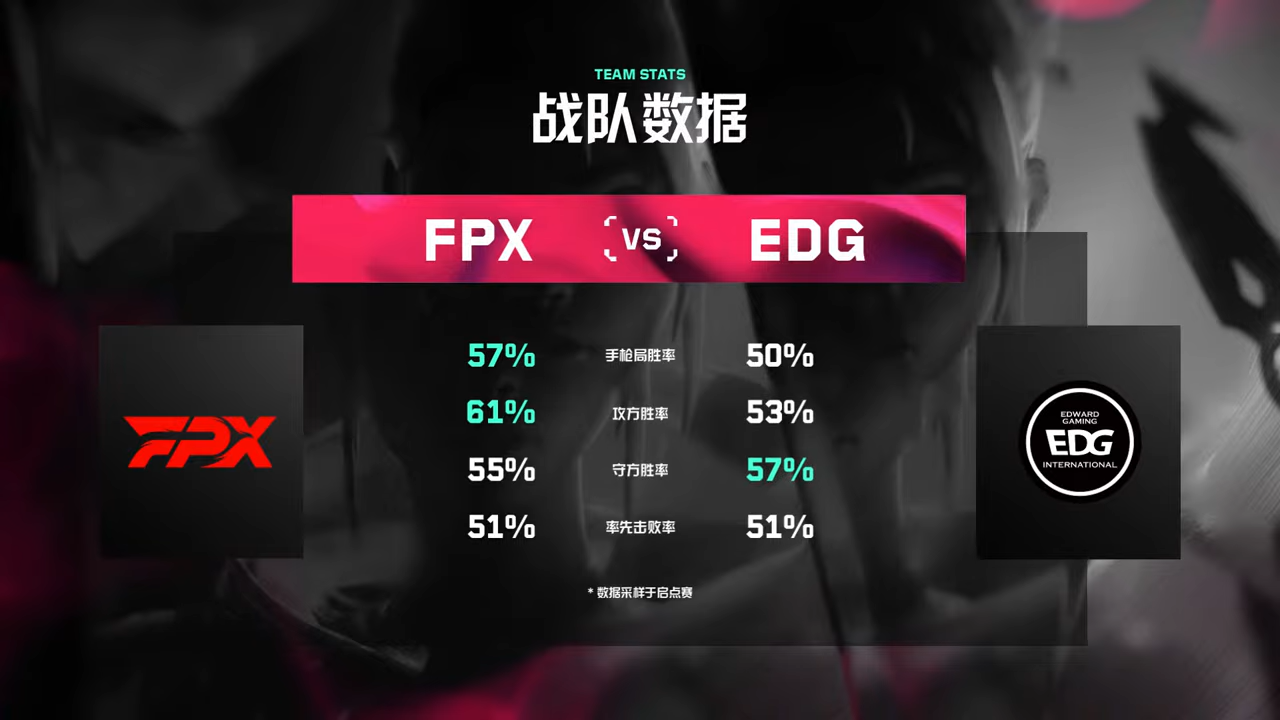 TEAM STATS
战队数据
FPX VS EDG
57% 手枪局胜率 50%
61% 攻方胜率 53%
55% 守方胜率 57%
51% 率先击败率 51%
FPX
EDWARD
GAMING
EDG
INTERNATIONAL
* 数据采样于启点赛